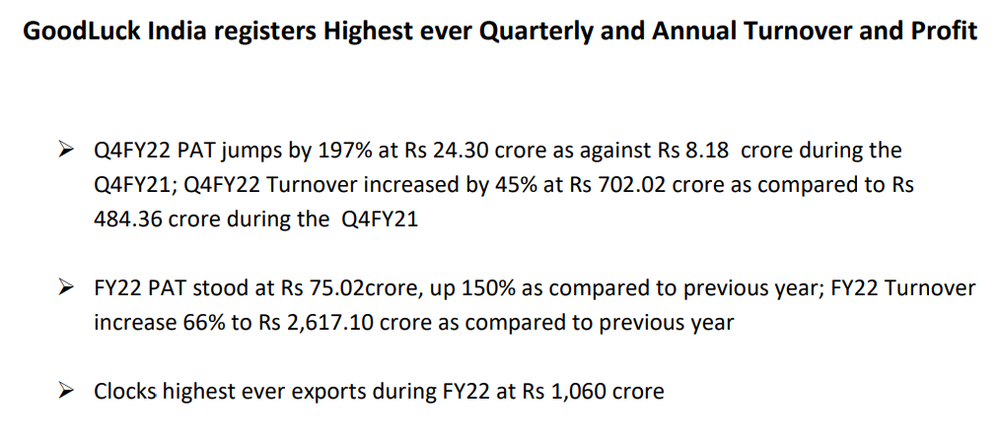 GoodLuck India registers Highest ever Quarterly and Annual Turnover and Profit
➢ Q4FY22 PAT jumps by 197% at Rs 24.30 crore as against Rs 8.18 crore during the
Q4FY21; Q4FY22 Turnover increased by 45% at Rs 702.02 crore as compared to Rs
484.36 crore during the Q4FY21
➢ FY22 PAT stood at Rs 75.02crore, up 150% as compared to previous year; FY22 Turnover
increase 66% to Rs 2,617.10 crore as compared to previous year
➢ Clocks highest ever exports during FY22 at Rs 1,060 crore